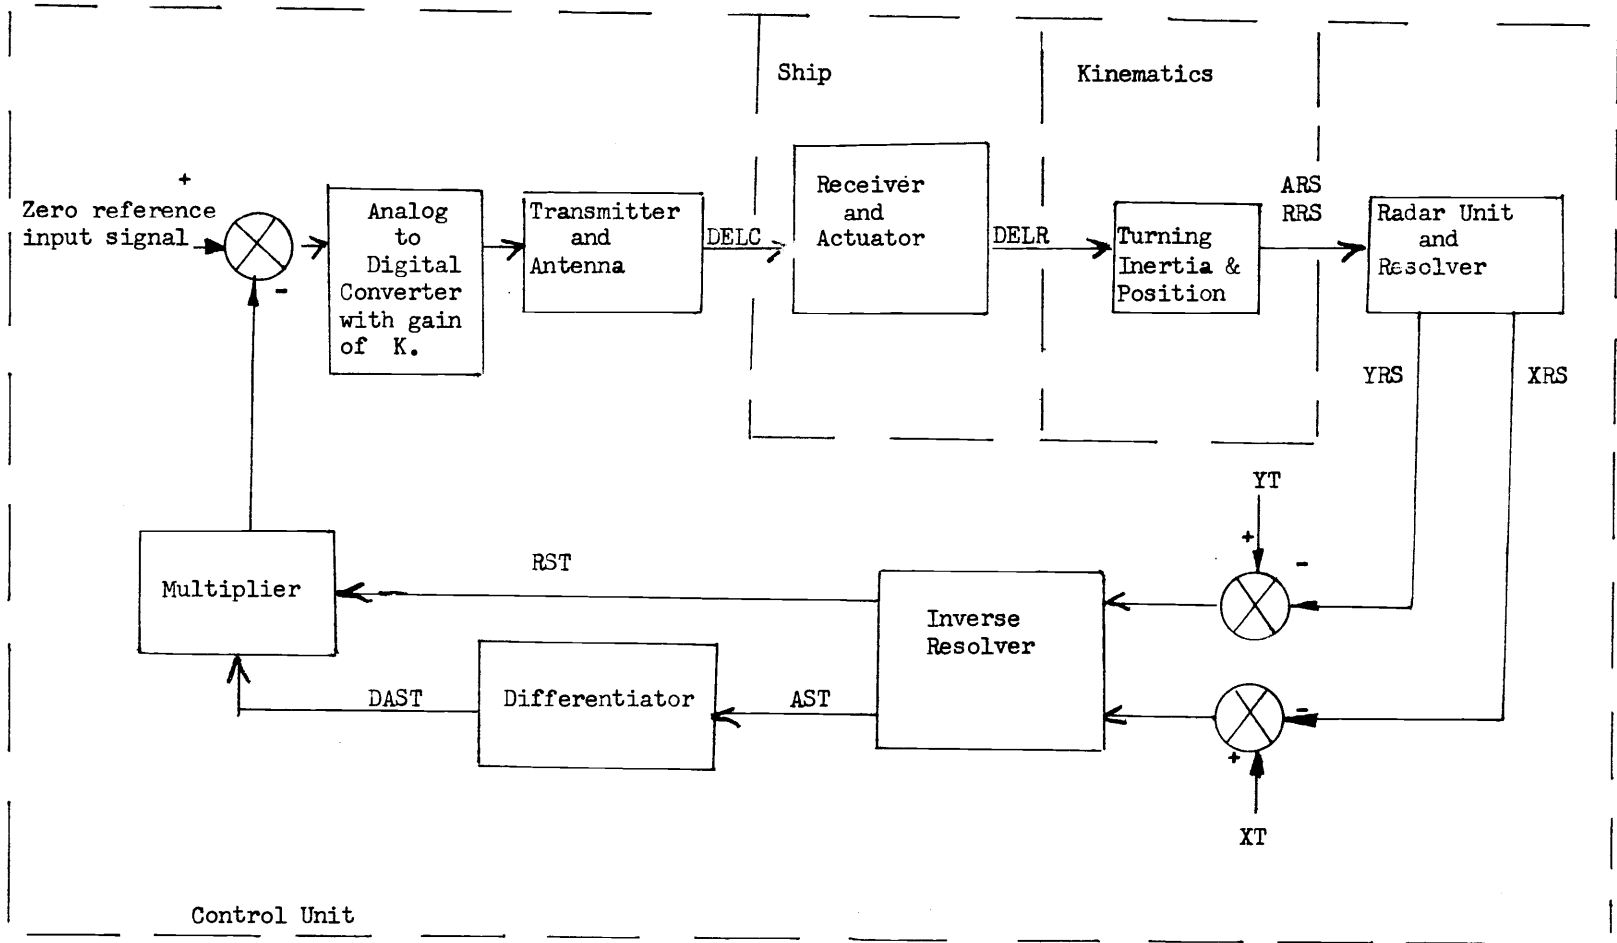 Ship
Kinematics
+
Zero reference
input signal
-
Analog
to
Digital
Converter
with gain
of K.
Transmitter
and
Antenna
DELC
Receiver
and
Actuator
DELR
Turning
Inertia &
Position
ARS
RRS
Radar Unit
and
Resolver
YRS
XRS
YT
+
-
Multiplier
RST
Inverse
Resolver
Differentiator
DAST
AST
-
+
XT
Control Unit